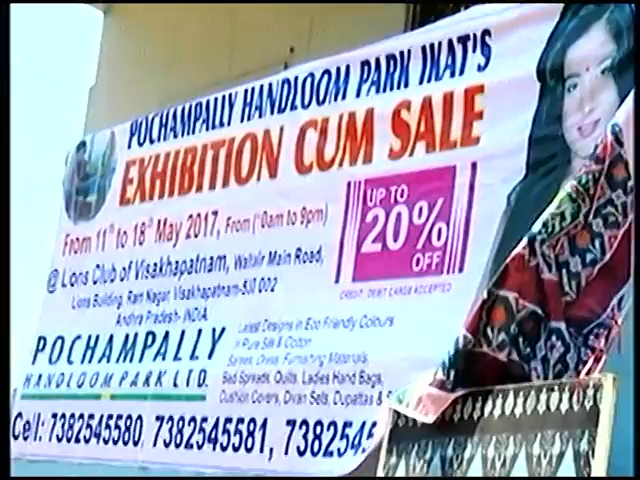 POCHAMPALLY HANDLOOM PARK IKAT'S
EXHIBITION CUM SALE
From 11th to 18th May 2017, From (10am to 9pm)
@ Lions Club of Visakhapatnam, Waltair Main Road,
Lions Building, Ram Nagar, Visakhapatnam-530 002
Andhra Pradesh- INDIA.
UP TO
20%
OFF
CREDIT, DEBIT CARDS ACCEPTED
POCHAMPALLY
HANDLOOM PARK LTD.
Latest Designs in Eco Friendly Colours
in Pure Silk & Cotton
Sarees, Dress, Furnishing Materials,
Bed Spreads, Quilts, Ladies Hand Bags,
Cushion Covers, Divan Sets, Dupattas &
Cell: 7382545580, 7382545581, 738254